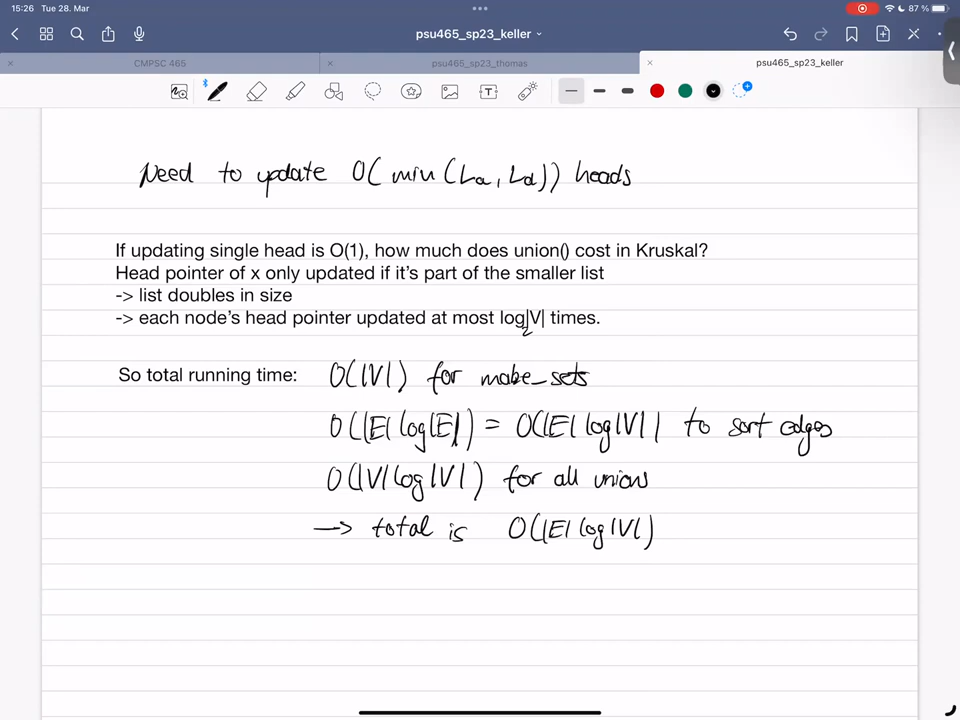 15:26 Tue 28. Mar
87 %
psu465_sp23_keller
CMPSC 465
psu465_sp23_thomas
psu465_sp23_keller
Need to update O( min (La, Ld)) heads
If updating single head is O(1), how much does union() cost in Kruskal?
Head pointer of x only updated if it's part of the smaller list
-> list doubles in size
-> each node's head pointer updated at most log₂|V| times.
So total running time: O(|V|) for make_sets
O(|E| log|E|) = O(|E| log|V|) to sort edges
O(|V| log |V|) for all unions
→ total is O(|E| log |V|)